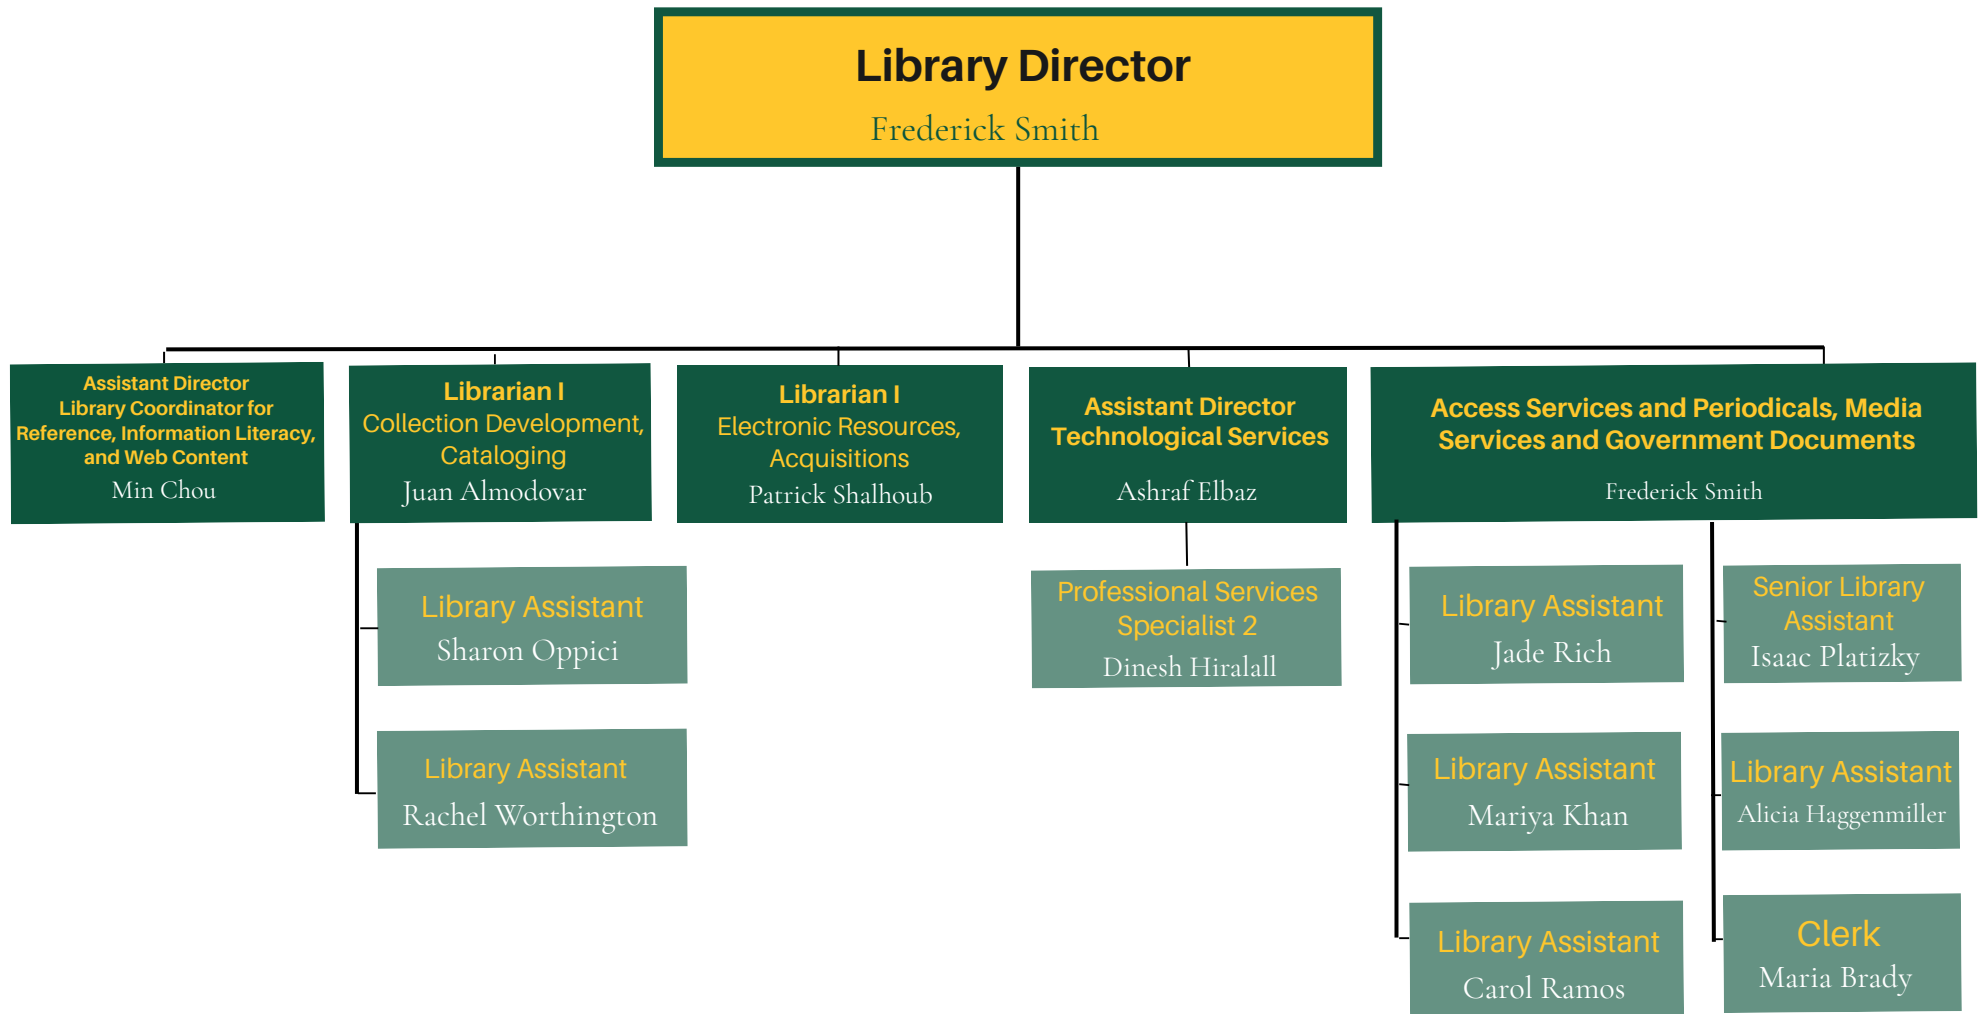 Library Director
Frederick Smith
Assistant Director
Library Coordinator for
Reference, Information Literacy,
and Web Content
Min Chou
Librarian I
Collection Development,
Cataloging
Juan Almodovar
Librarian I
Electronic Resources,
Acquisitions
Patrick Shalhoub
Assistant Director
Technological Services
Ashraf Elbaz
Access Services and Periodicals, Media
Services and Government Documents
Frederick Smith
Library Assistant
Sharon Oppici
Library Assistant
Rachel Worthington
Professional Services
Specialist 2
Dinesh Hiralall
Library Assistant
Jade Rich
Library Assistant
Mariya Khan
Library Assistant
Carol Ramos
Senior Library
Assistant
Isaac Platizky
Library Assistant
Alicia Haggenmiller
Clerk
Maria Brady